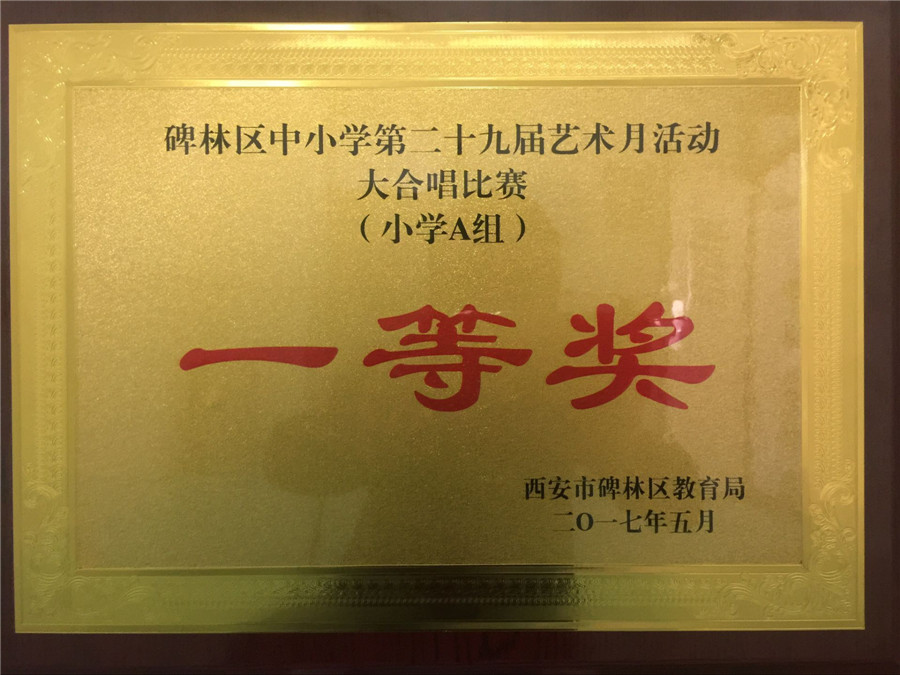 碑林区中小学第二十九届艺术月活动
大合唱比赛
（小学A组）
一等奖
西安市碑林区教育局
二O一七年五月